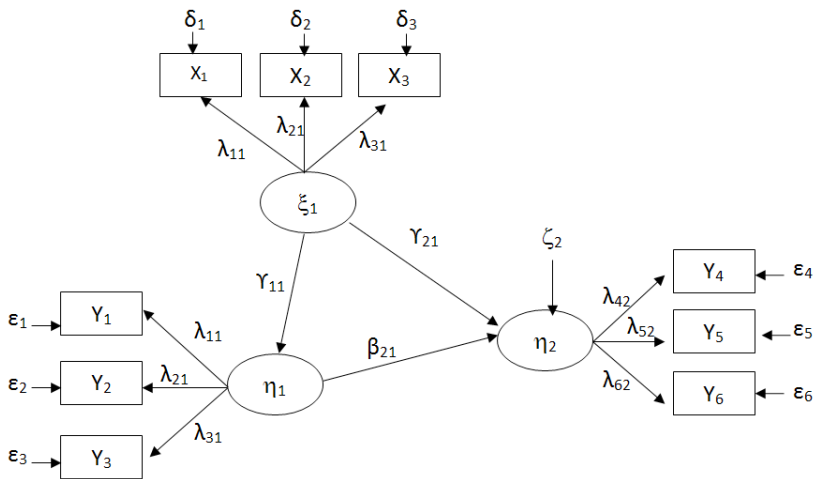 δ₁ δ₂ δ₃
X₁ X₂ X₃
λ₁₁ λ₂₁ λ₃₁
ξ₁
ϒ₂₁ ζ₂
ϒ₁₁
Y₄ ε₄
λ₄₂
ε₁ Y₁
λ₁₁
λ₅₂ Y₅ ε₅
η₂
β₂₁
ε₂ Y₂ λ₂₁
η₁
λ₆₂ Y₆ ε₆
λ₃₁
ε₃ Y₃